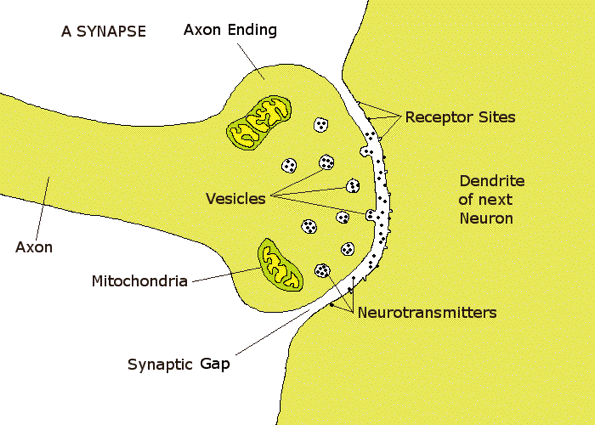 A SYNAPSE
Axon Ending
Receptor Sites
Dendrite
of next
Neuron
Vesicles
Axon
Mitochondria
Neurotransmitters
Synaptic Gap